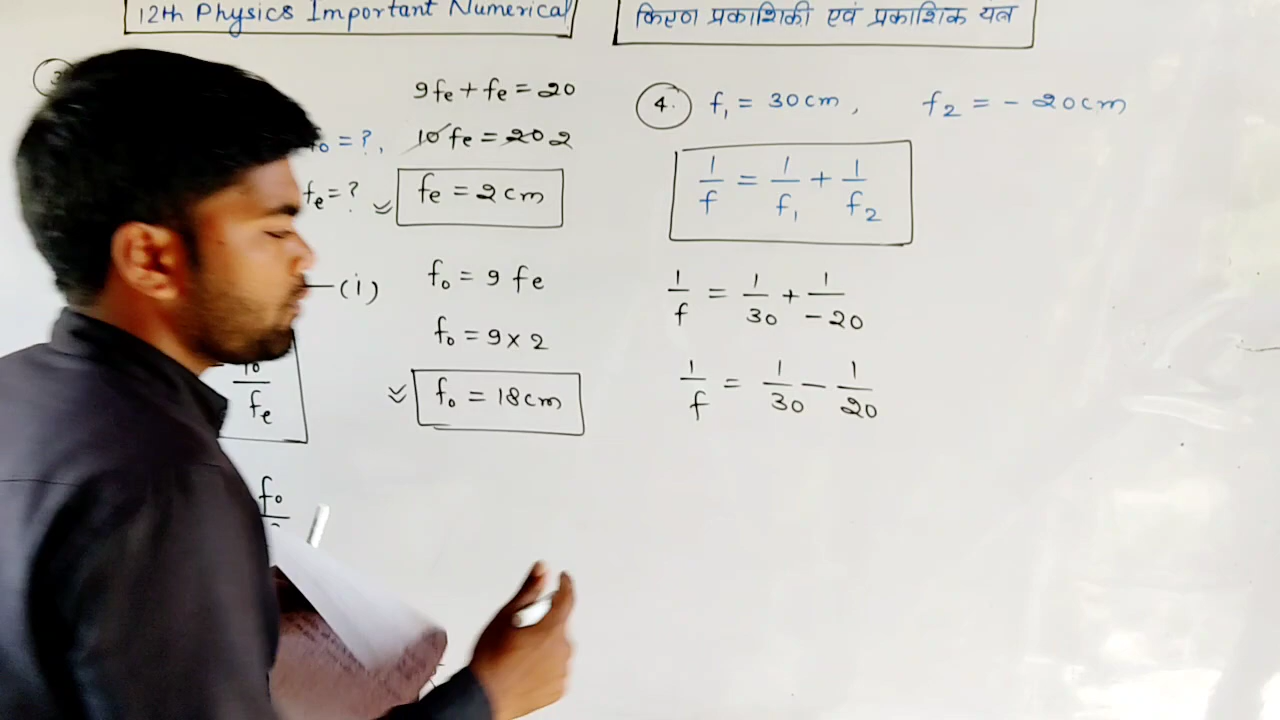 12th Physics Important Numerical
किरण प्रकाशिकी एवं प्रकाशिक यंत्र
3
fo = ?,
fe = ?
(i)
fo
fe
fo
9fe + fe = 20
10 fe = 20 2
fe = 2 cm
fo = 9 fe
fo = 9 × 2
fo = 18 cm
4. f1 = 30 cm, f2 = - 20 cm
1/f = 1/f1 + 1/f2
1/f = 1/30 + 1/-20
1/f = 1/30 - 1/20